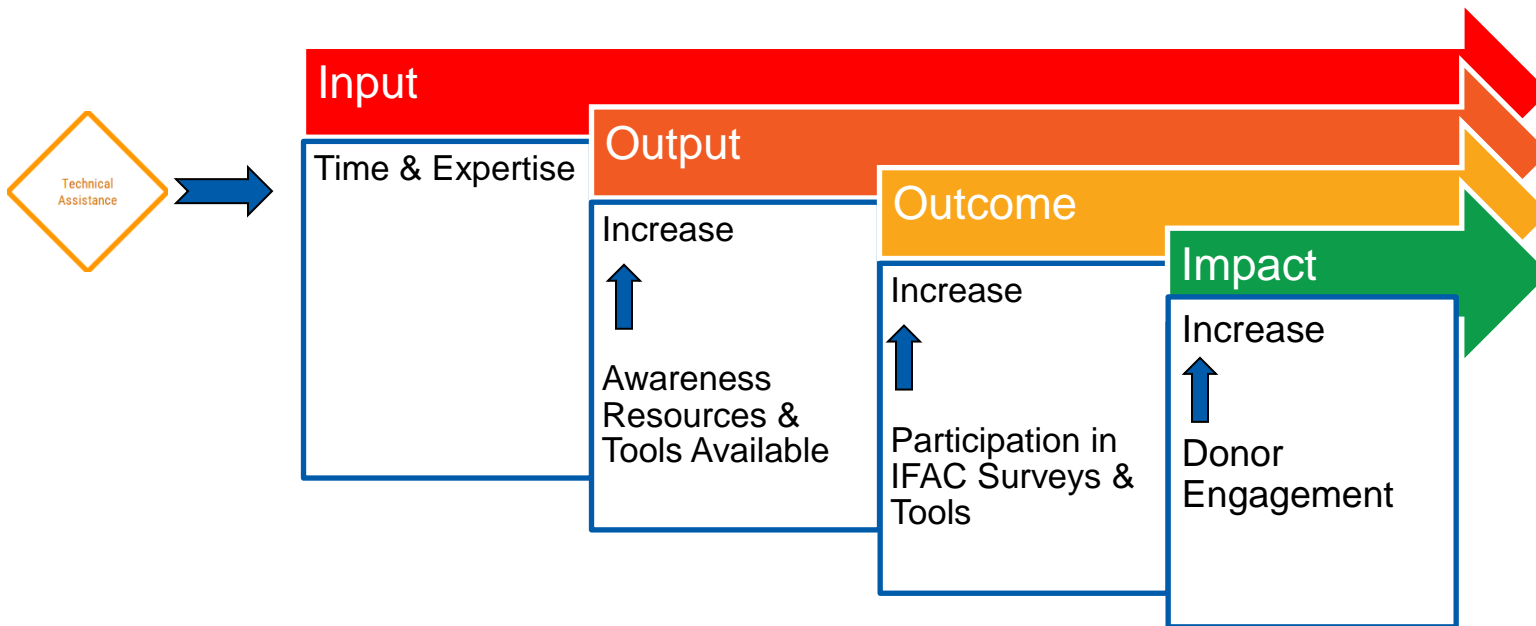 Technical
Assistance
Input
Time & Expertise
Output
Increase
Awareness
Resources &
Tools Available
Outcome
Increase
Participation in
IFAC Surveys &
Tools
Impact
Increase
Donor
Engagement